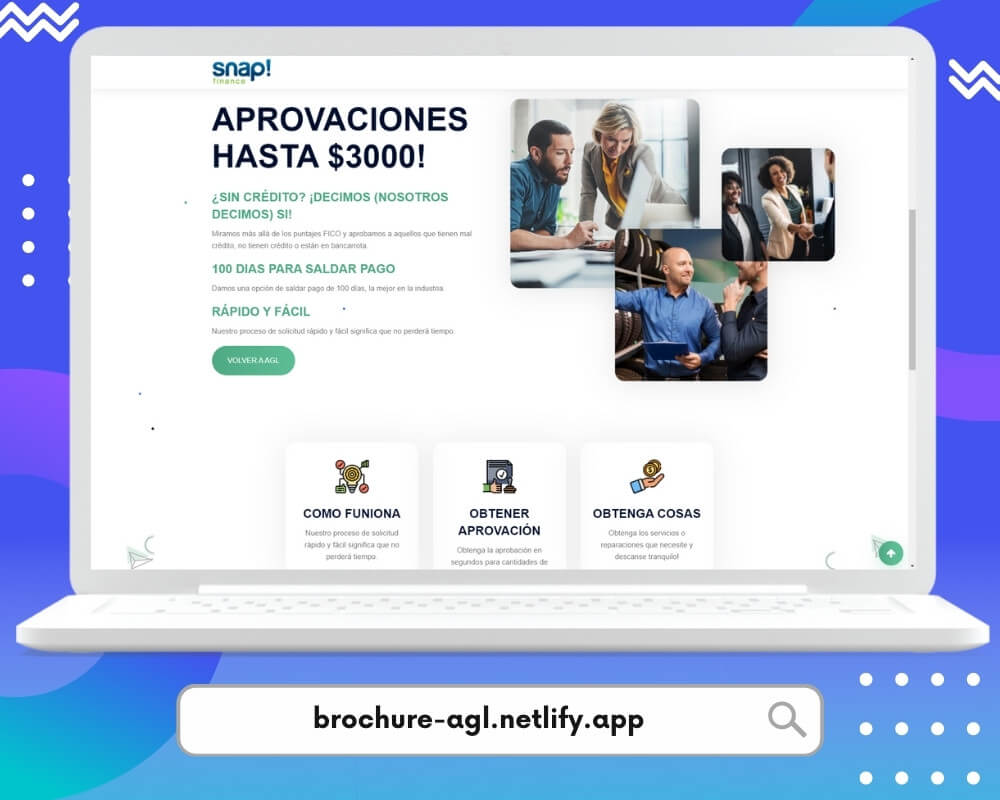 snap!
finance
APROVACIONES
HASTA $3000!
¿SIN CRÉDITO? ¡DECIMOS (NOSOTROS
DECIMOS) SI!
Miramos más allá de los puntajes FICO y aprobamos a aquellos que tienen mal
crédito, no tienen crédito o están en bancarrota.
100 DIAS PARA SALDAR PAGO
Damos una opción de saldar pago de 100 días, la mejor en la industria.
RÁPIDO Y FÁCIL
Nuestro proceso de solicitud rápido y fácil significa que no perderá tiempo.
VOLVER A AGL
COMO FUNIONA
Nuestro proceso de solicitud
rápido y fácil significa que no
perderá tiempo.
OBTENER
APROVACIÓN
Obtenga la aprobación en
segundos para cantidades de
OBTENGA COSAS
Obtenga los servicios o
reparaciones que necesite y
descanse tranquilo!
brochure-agl.netlify.app